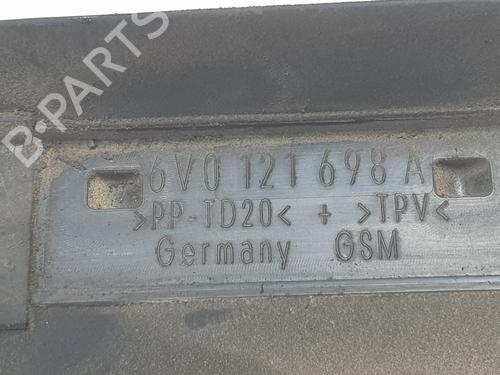 B-PARTS
6V0 121 698 A
>PP-TD20< + >TPV<
Germany GSM